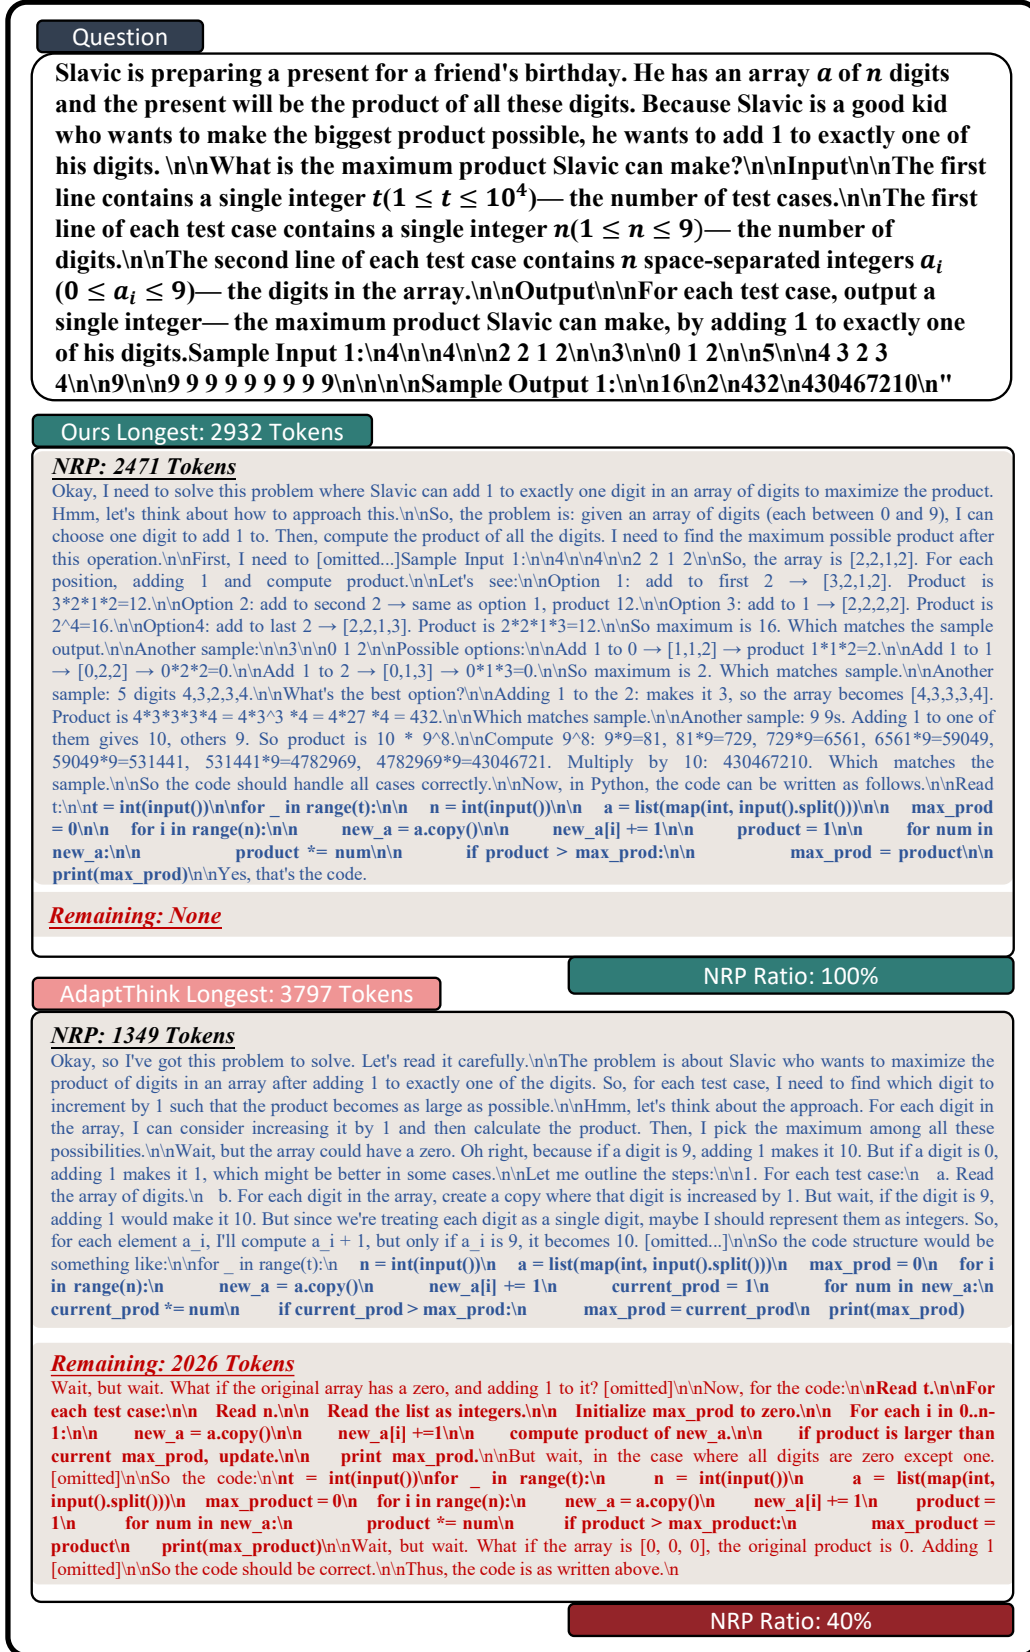 Question
Slavic is preparing a present for a friend's birthday. He has an array a of n digits
and the present will be the product of all these digits. Because Slavic is a good kid
who wants to make the biggest product possible, he wants to add 1 to exactly one of
his digits. \n\nWhat is the maximum product Slavic can make?\n\nInput\n\nThe first
line contains a single integer t(1 ≤ t ≤ 10⁴)— the number of test cases.\n\nThe first
line of each test case contains a single integer n(1 ≤ n ≤ 9)— the number of
digits.\n\nThe second line of each test case contains n space-separated integers aᵢ
(0 ≤ aᵢ ≤ 9)— the digits in the array.\n\nOutput\n\nFor each test case, output a
single integer— the maximum product Slavic can make, by adding 1 to exactly one
of his digits.Sample Input 1:\n4\n\n4\n\n2 2 1 2\n\n3\n\n0 1 2\n\n5\n\n4 3 2 3
4\n\n9\n\n9 9 9 9 9 9 9 9 9\n\n\n\nSample Output 1:\n\n16\n2\n432\n430467210\n"
Ours Longest: 2932 Tokens
NRP: 2471 Tokens
Okay, I need to solve this problem where Slavic can add 1 to exactly one digit in an array of digits to maximize the product.
Hmm, let's think about how to approach this.\n\nSo, the problem is: given an array of digits (each between 0 and 9), I can
choose one digit to add 1 to. Then, compute the product of all the digits. I need to find the maximum possible product after
this operation.\n\nFirst, I need to [omitted...]Sample Input 1:\n\n4\n\n4\n\n2 2 1 2\n\nSo, the array is [2,2,1,2]. For each
position, adding 1 and compute product.\n\nLet's see:\n\nOption 1: add to first 2 → [3,2,1,2]. Product is
3*2*1*2=12.\n\nOption 2: add to second 2 → same as option 1, product 12.\n\nOption 3: add to 1 → [2,2,2,2]. Product is
2^4=16.\n\nOption4: add to last 2 → [2,2,1,3]. Product is 2*2*1*3=12.\n\nSo maximum is 16. Which matches the sample
output.\n\nAnother sample:\n\n3\n\n0 1 2\n\nPossible options:\n\nAdd 1 to 0 → [1,1,2] → product 1*1*2=2.\n\nAdd 1 to 1
→ [0,2,2] → 0*2*2=0.\n\nAdd 1 to 2 → [0,1,3] → 0*1*3=0.\n\nSo maximum is 2. Which matches sample.\n\nAnother
sample: 5 digits 4,3,2,3,4.\n\nWhat's the best option?\n\nAdding 1 to the 2: makes it 3, so the array becomes [4,3,3,3,4].
Product is 4*3*3*3*4 = 4*3^3 *4 = 4*27 *4 = 432.\n\nWhich matches sample.\n\nAnother sample: 9 9s. Adding 1 to one of
them gives 10, others 9. So product is 10 * 9^8.\n\nCompute 9^8: 9*9=81, 81*9=729, 729*9=6561, 6561*9=59049,
59049*9=531441, 531441*9=4782969, 4782969*9=43046721. Multiply by 10: 430467210. Which matches the
sample.\n\nSo the code should handle all cases correctly.\n\nNow, in Python, the code can be written as follows.\n\nRead
t:\n\nt = int(input())\n\nfor _ in range(t):\n\n n = int(input())\n\n a = list(map(int, input().split()))\n\n max_prod
= 0\n\n for i in range(n):\n\n new_a = a.copy()\n\n new_a[i] += 1\n\n product = 1\n\n for num in
new_a:\n\n product *= num\n\n if product > max_prod:\n\n max_prod = product\n\n
print(max_prod)\n\nYes, that's the code.
Remaining: None
NRP Ratio: 100%
AdaptThink Longest: 3797 Tokens
NRP: 1349 Tokens
Okay, so I've got this problem to solve. Let's read it carefully.\n\nThe problem is about Slavic who wants to maximize the
product of digits in an array after adding 1 to exactly one of the digits. So, for each test case, I need to find which digit to
increment by 1 such that the product becomes as large as possible.\n\nHmm, let's think about the approach. For each digit in
the array, I can consider increasing it by 1 and then calculate the product. Then, I pick the maximum among all these
possibilities.\n\nWait, but the array could have a zero. Oh right, because if a digit is 9, adding 1 makes it 10. But if a digit is 0,
adding 1 makes it 1, which might be better in some cases.\n\nLet me outline the steps:\n\n1. For each test case:\n a. Read
the array of digits.\n b. For each digit in the array, create a copy where that digit is increased by 1. But wait, if the digit is 9,
adding 1 would make it 10. But since we're treating each digit as a single digit, maybe I should represent them as integers. So,
for each element a_i, I'll compute a_i + 1, but only if a_i is 9, it becomes 10. [omitted...]\n\nSo the code structure would be
something like:\n\nfor _ in range(t):\n n = int(input())\n a = list(map(int, input().split()))\n max_prod = 0\n for i
in range(n):\n new_a = a.copy()\n new_a[i] += 1\n current_prod = 1\n for num in new_a:\n
current_prod *= num\n if current_prod > max_prod:\n max_prod = current_prod\n print(max_prod)
Remaining: 2026 Tokens
Wait, but wait. What if the original array has a zero, and adding 1 to it? [omitted]\n\nNow, for the code:\n\nRead t.\n\nFor
each test case:\n\n Read n.\n\n Read the list as integers.\n\n Initialize max_prod to zero.\n\n For each i in 0..n-
1:\n\n new_a = a.copy()\n\n new_a[i] +=1\n\n compute product of new_a.\n\n if product is larger than
current max_prod, update.\n\n print max_prod.\n\nBut wait, in the case where all digits are zero except one.
[omitted]\n\nSo the code:\n\nt = int(input())\nfor _ in range(t):\n n = int(input())\n a = list(map(int,
input().split()))\n max_product = 0\n for i in range(n):\n new_a = a.copy()\n new_a[i] += 1\n product =
1\n for num in new_a:\n product *= num\n if product > max_product:\n max_product =
product\n print(max_product)\n\nWait, but wait. What if the array is [0, 0, 0], the original product is 0. Adding 1
[omitted]\n\nSo the code should be correct.\n\nThus, the code is as written above.\n
NRP Ratio: 40%